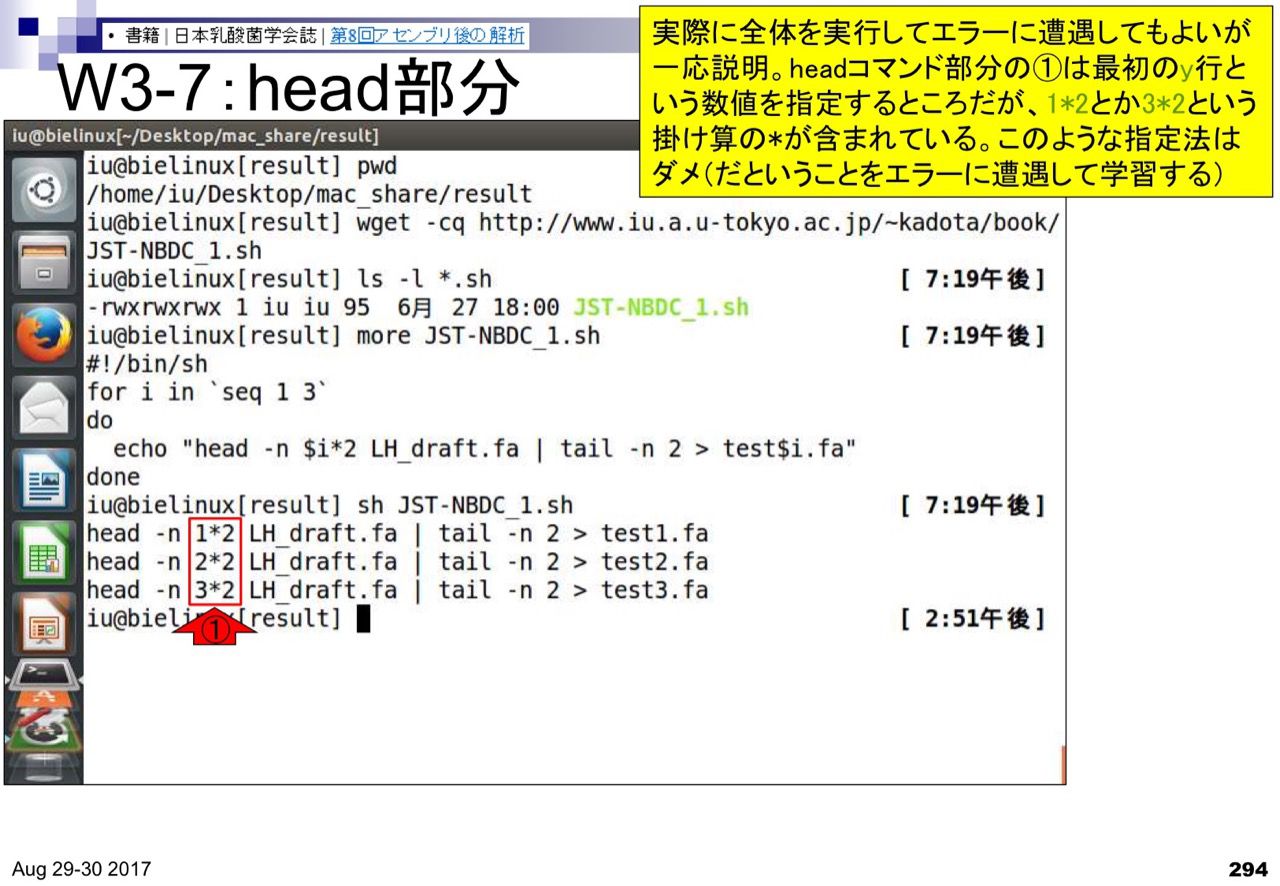 • 書籍 | 日本乳酸菌学会誌 | 第8回アセンブリ後の解析
W3-7：head部分
実際に全体を実行してエラーに遭遇してもよいが
一応説明。headコマンド部分の①は最初のy行と
いう数値を指定するところだが、1*2とか3*2という
掛け算の*が含まれている。このような指定法は
ダメ（だということをエラーに遭遇して学習する）
iu@bielinux[~/Desktop/mac_share/result]
iu@bielinux[result] pwd
/home/iu/Desktop/mac_share/result
iu@bielinux[result] wget -cq http://www.iu.a.u-tokyo.ac.jp/~kadota/book/
JST-NBDC_1.sh
iu@bielinux[result] ls -l *.sh [ 7:19午後]
-rwxrwxrwx 1 iu iu 95 6月 27 18:00 JST-NBDC_1.sh
iu@bielinux[result] more JST-NBDC_1.sh [ 7:19午後]
#!/bin/sh
for i in `seq 1 3`
do
echo "head -n $i*2 LH_draft.fa | tail -n 2 > test$i.fa"
done
iu@bielinux[result] sh JST-NBDC_1.sh [ 7:19午後]
head -n 1*2 LH_draft.fa | tail -n 2 > test1.fa
head -n 2*2 LH_draft.fa | tail -n 2 > test2.fa
head -n 3*2 LH_draft.fa | tail -n 2 > test3.fa
iu@bielinux[result] [ 2:51午後]
①
Aug 29-30 2017
294